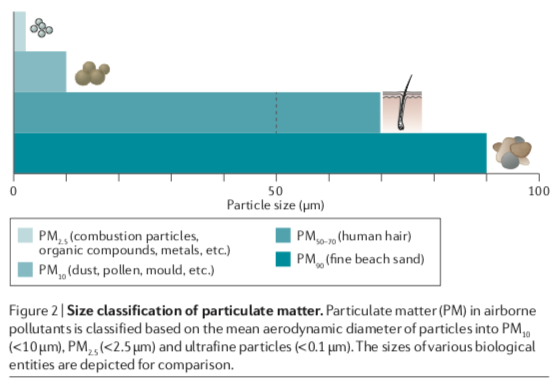 0
50
100
Particle size (μm)
PM2.5 (combustion particles,
organic compounds, metals, etc.)
PM10 (dust, pollen, mould, etc.)
PM50-70 (human hair)
PM90 (fine beach sand)
Figure 2 | Size classification of particulate matter. Particulate matter (PM) in airborne
pollutants is classified based on the mean aerodynamic diameter of particles into PM10
(<10 μm), PM2.5 (<2.5 μm) and ultrafine particles (<0.1 μm). The sizes of various biological
entities are depicted for comparison.